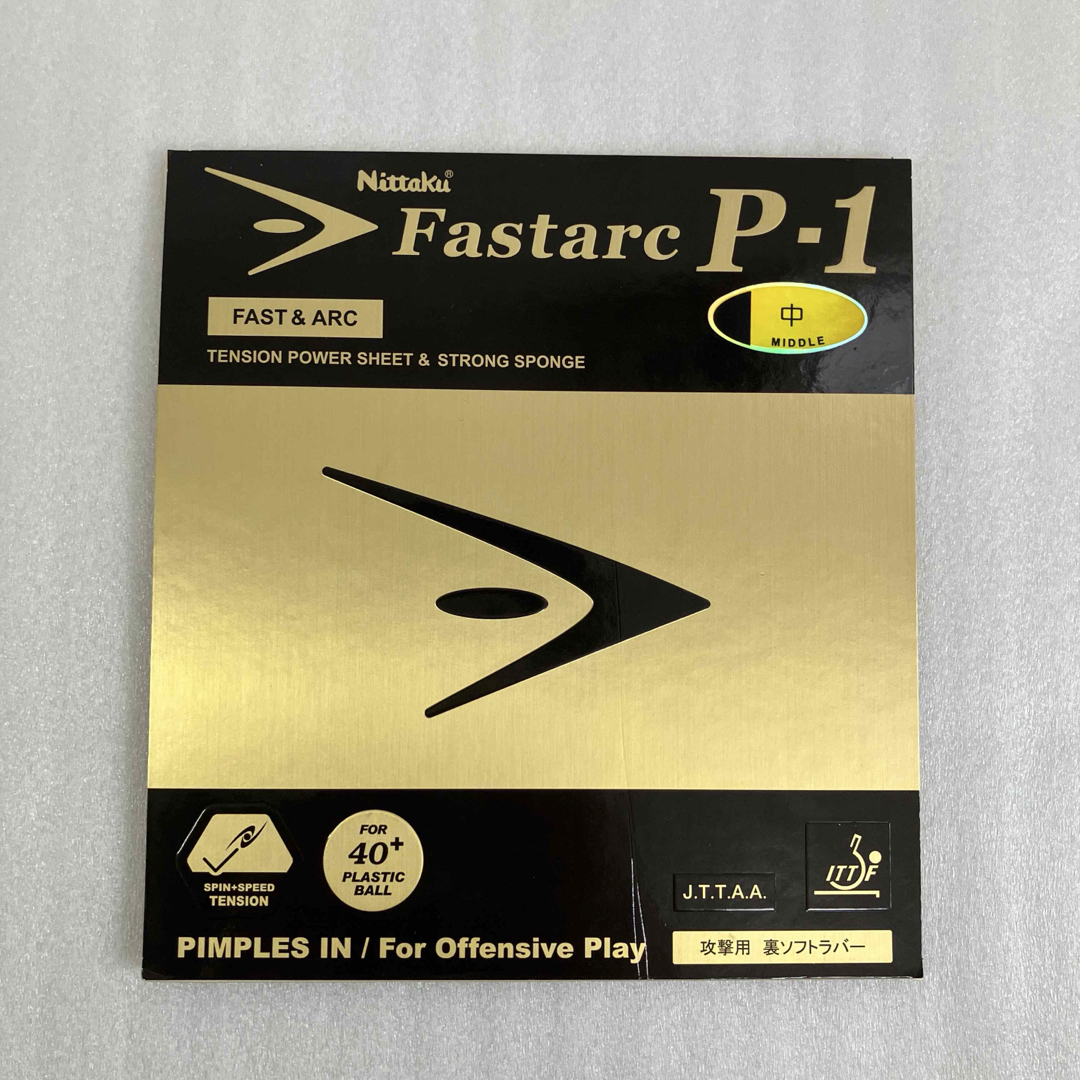 Nittaku®
Fastarc P-1
FAST & ARC
中
MIDDLE
TENSION POWER SHEET & STRONG SPONGE
SPIN+SPEED
TENSION
FOR
40+
PLASTIC
BALL
J.T.T.A.A.
ITTF
PIMPLES IN / For Offensive Play
攻撃用 裏ソフトラバー